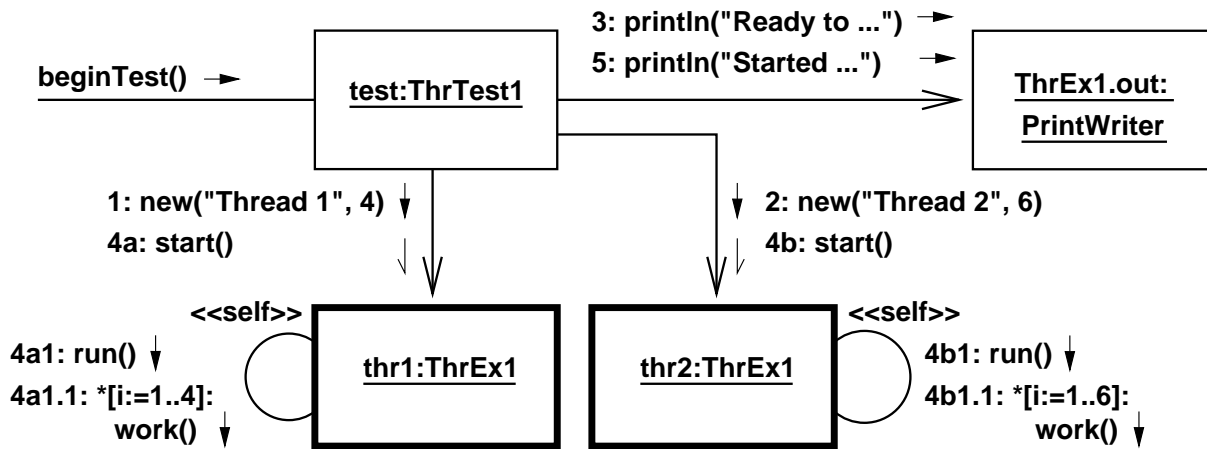 3: println("Ready to ...")
5: println("Started ...")
beginTest()
test:ThrTest1
ThrEx1.out:
PrintWriter
1: new("Thread 1", 4)
4a: start()
2: new("Thread 2", 6)
4b: start()
<<self>>
4a1: run()
4a1.1: *[i:=1..4]:
work()
thr1:ThrEx1
thr2:ThrEx1
<<self>>
4b1: run()
4b1.1: *[i:=1..6]:
work()